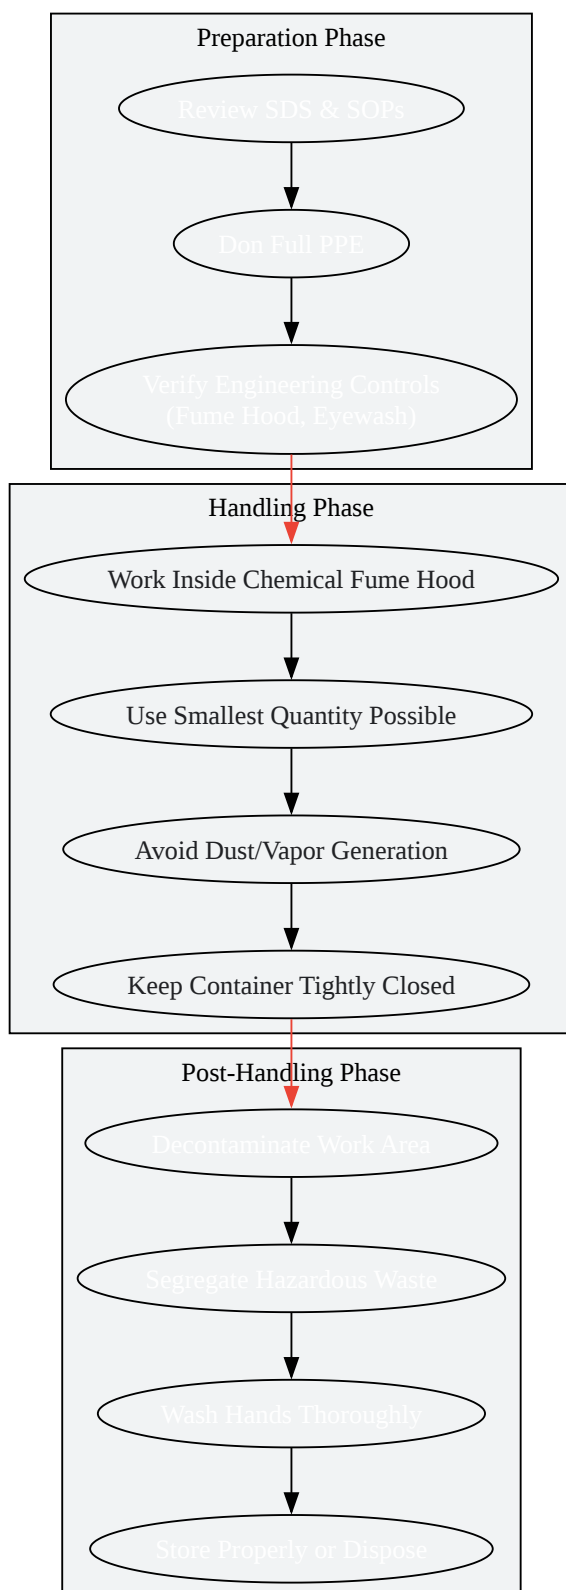 Preparation Phase
Review SDS & SOPs
Don Full PPE
Verify Engineering Controls
(Fume Hood, Eyewash)
Handling Phase
Work Inside Chemical Fume Hood
Use Smallest Quantity Possible
Avoid Dust/Vapor Generation
Keep Container Tightly Closed
Post-Handling Phase
Decontaminate Work Area
Segregate Hazardous Waste
Wash Hands Thoroughly
Store Properly or Dispose